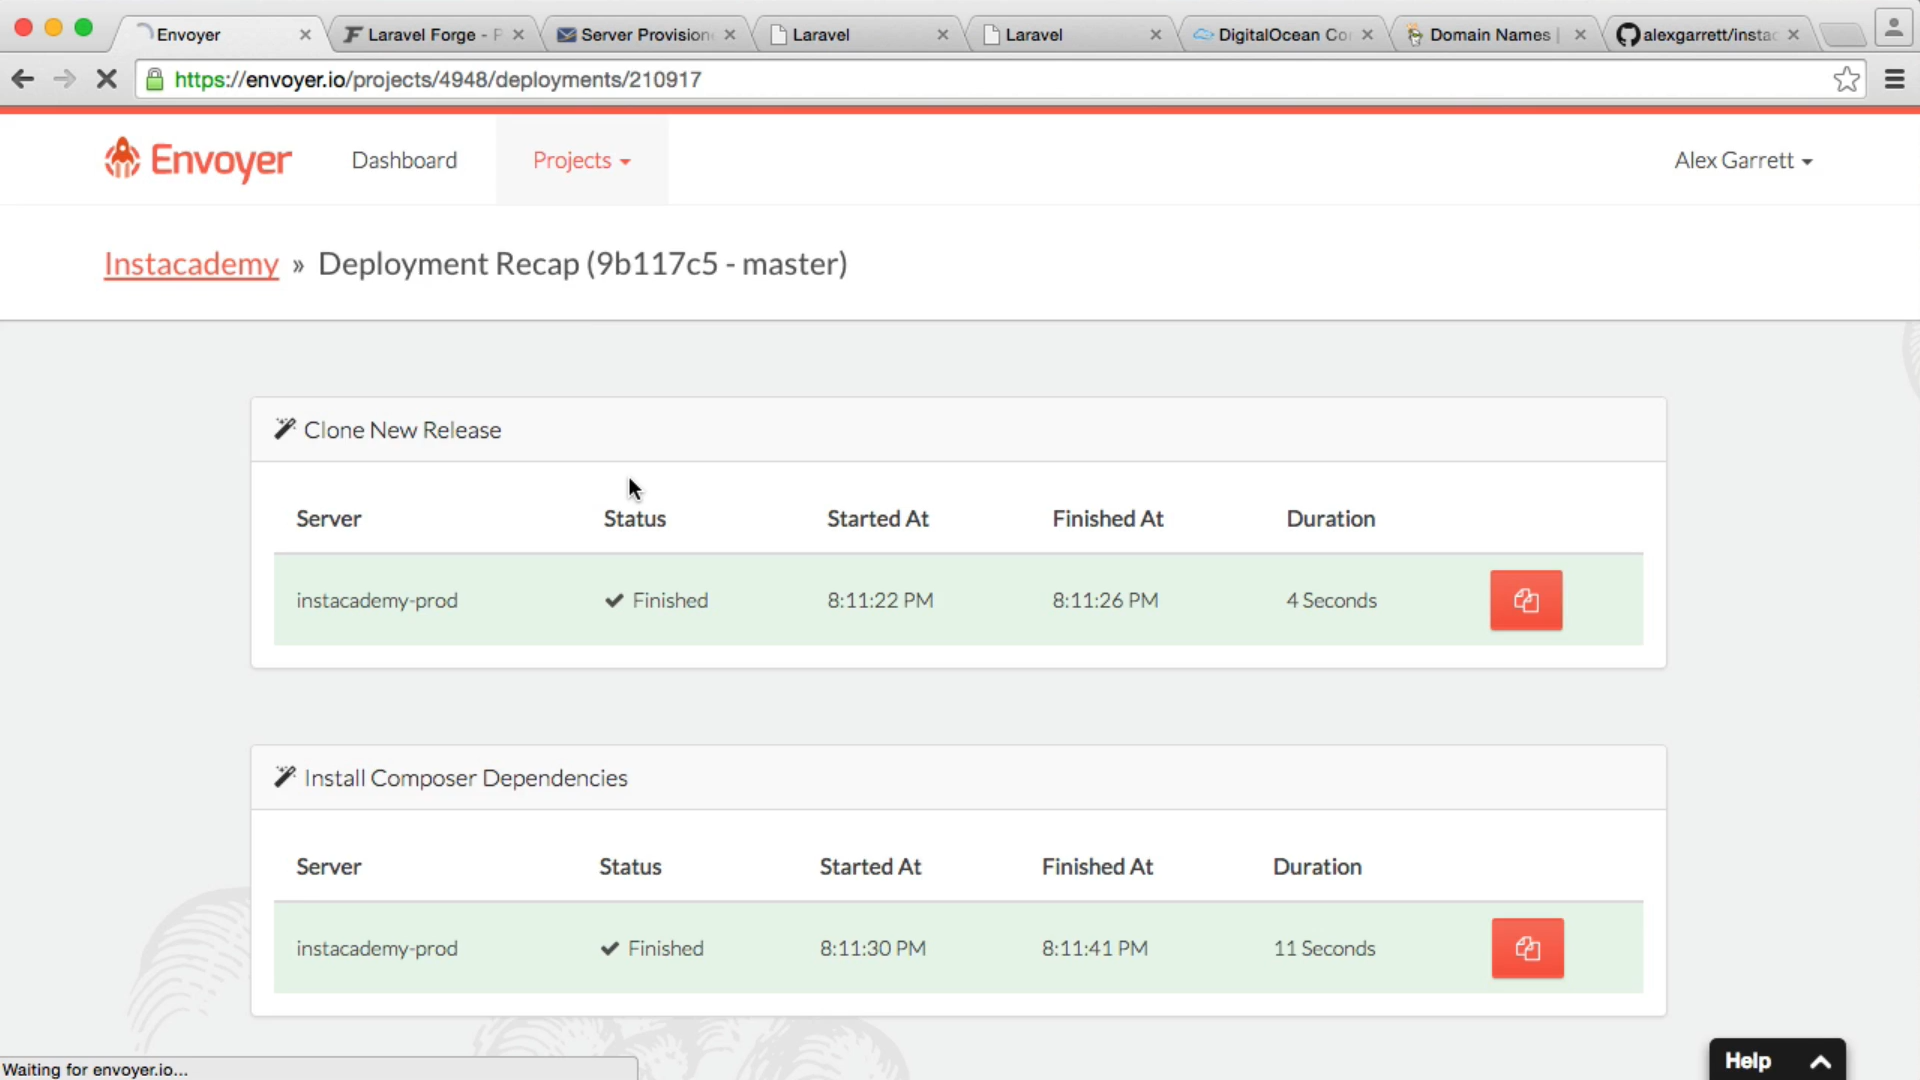 Envoyer
Laravel Forge - P
Server Provision
Laravel
Laravel
DigitalOcean Co
Domain Names |
alexgarrett/insta
https://envoyer.io/projects/4948/deployments/210917
Envoyer
Dashboard
Projects
Alex Garrett
Instacademy » Deployment Recap (9b117c5 - master)
Clone New Release
Server Status Started At Finished At Duration
instacademy-prod Finished 8:11:22 PM 8:11:26 PM 4 Seconds
Install Composer Dependencies
Server Status Started At Finished At Duration
instacademy-prod Finished 8:11:30 PM 8:11:41 PM 11 Seconds
Waiting for envoyer.io...
Help